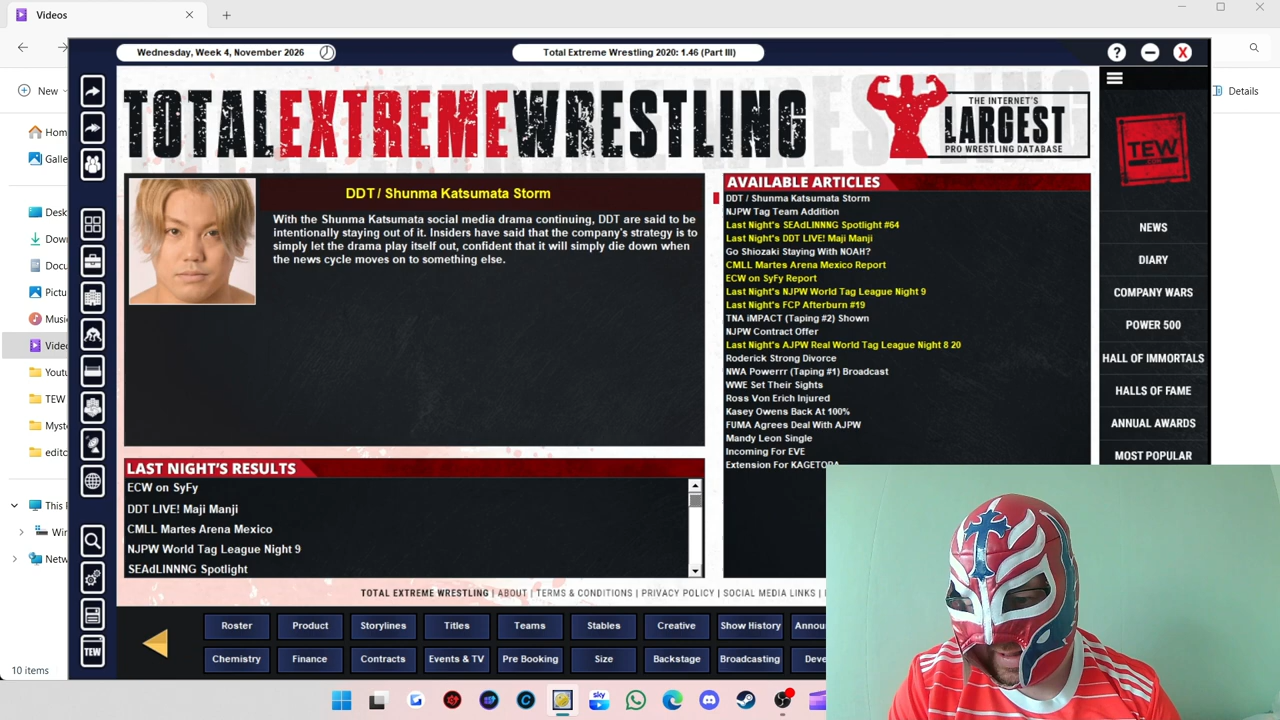 Videos
Wednesday, Week 4, November 2026
Total Extreme Wrestling 2020: 1.46 (Part III)
New
Details
TOTALEXTREMEWRESTLING
THE INTERNET'S
LARGEST
PRO WRESTLING DATABASE
TEW
.COM
Home
Galle
Desk
Down
Docu
Pictu
Music
Video
Youtu
TEW
Myste
edito
This P
Win
Netw
10 items
DDT / Shunma Katsumata Storm
With the Shunma Katsumata social media drama continuing, DDT are said to be
intentionally staying out of it. Insiders have said that the company's strategy is to
simply let the drama play itself out, confident that it will simply die down when
the news cycle moves on to something else.
AVAILABLE ARTICLES
DDT / Shunma Katsumata Storm
NJPW Tag Team Addition
Last Night's SEAdLINNNG Spotlight #64
Last Night's DDT LIVE! Maji Manji
Go Shiozaki Staying With NOAH?
CMLL Martes Arena Mexico Report
ECW on SyFy Report
Last Night's NJPW World Tag League Night 9
Last Night's FCP Afterburn #19
TNA iMPACT (Taping #2) Shown
NJPW Contract Offer
Last Night's AJPW Real World Tag League Night 8 20
Roderick Strong Divorce
NWA Powerrr (Taping #1) Broadcast
WWE Set Their Sights
Ross Von Erich Injured
Kasey Owens Back At 100%
FUMA Agrees Deal With AJPW
Mandy Leon Single
Incoming For EVE
Extension For KAGETORA
NEWS
DIARY
COMPANY WARS
POWER 500
HALL OF IMMORTALS
HALLS OF FAME
ANNUAL AWARDS
MOST POPULAR
LAST NIGHT'S RESULTS
ECW on SyFy
DDT LIVE! Maji Manji
CMLL Martes Arena Mexico
NJPW World Tag League Night 9
SEAdLINNNG Spotlight
TOTAL EXTREME WRESTLING | ABOUT | TERMS & CONDITIONS | PRIVACY POLICY | SOCIAL MEDIA LINKS |
Roster Product Storylines Titles Teams Stables Creative Show History Annou
Chemistry Finance Contracts Events & TV Pre Booking Size Backstage Broadcasting Deve
TEW
sky